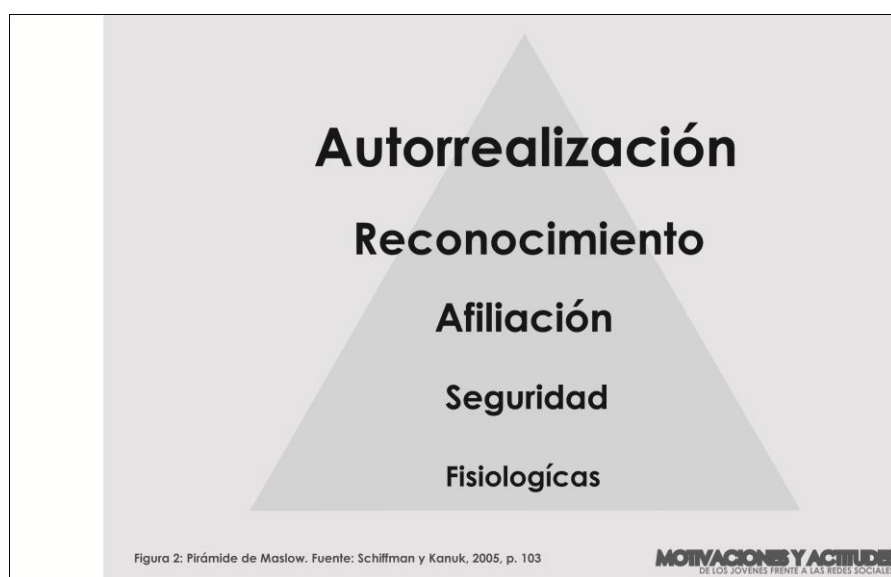 Autorrealización
Reconocimiento
Afiliación
Seguridad
Fisiologícas
Figura 2: Pirámide de Maslow. Fuente: Schiffman y Kanuk, 2005, p. 103
MOTIVACIONES Y ACTITUDES
DE LOS JOVENES FRENTE A LAS REDES SOCIALES